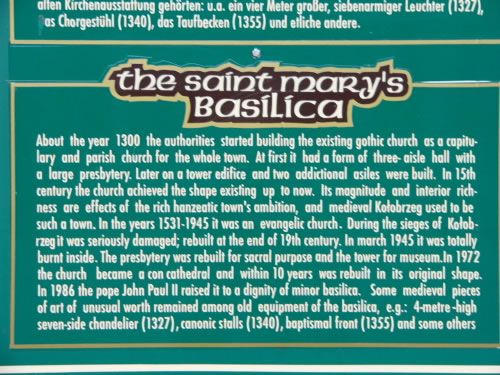 alten Kirchenausstattung gehörten: u.a. ein vier Meter großer, siebenarmiger Leuchter (1327),
das Chorgestühl (1340), das Taufbecken (1355) und etliche andere.
the saint mary's
Basilica
About the year 1300 the authorities started building the existing gothic church as a capitu-
lary and parish church for the whole town. At first it had a form of three- aisle hall with
a large presbytery. Later on a tower edifice and two addictional asiles were built. In 15th
century the church achieved the shape existing up to now. Its magnitude and interior rich-
ness are effects of the rich hanzeatic town's ambition, and medieval Kołobrzeg used to be
such a town. In the years 1531-1945 it was an evangelic church. During the sieges of Kołob-
rzeg it was seriously damaged; rebuilt at the end of 19th century. In march 1945 it was totally
burnt inside. The presbytery was rebuilt for sacral purpose and the tower for museum.In 1972
the church became a con cathedral and within 10 years was rebuilt in its original shape.
In 1986 the pope John Paul II raised it to a dignity of minor basilica. Some medieval pieces
of art of unusual worth remained among old equipment of the basilica, e.g.: 4-metre-high
seven-side chandelier (1327), canonic stalls (1340), baptismal front (1355) and some others